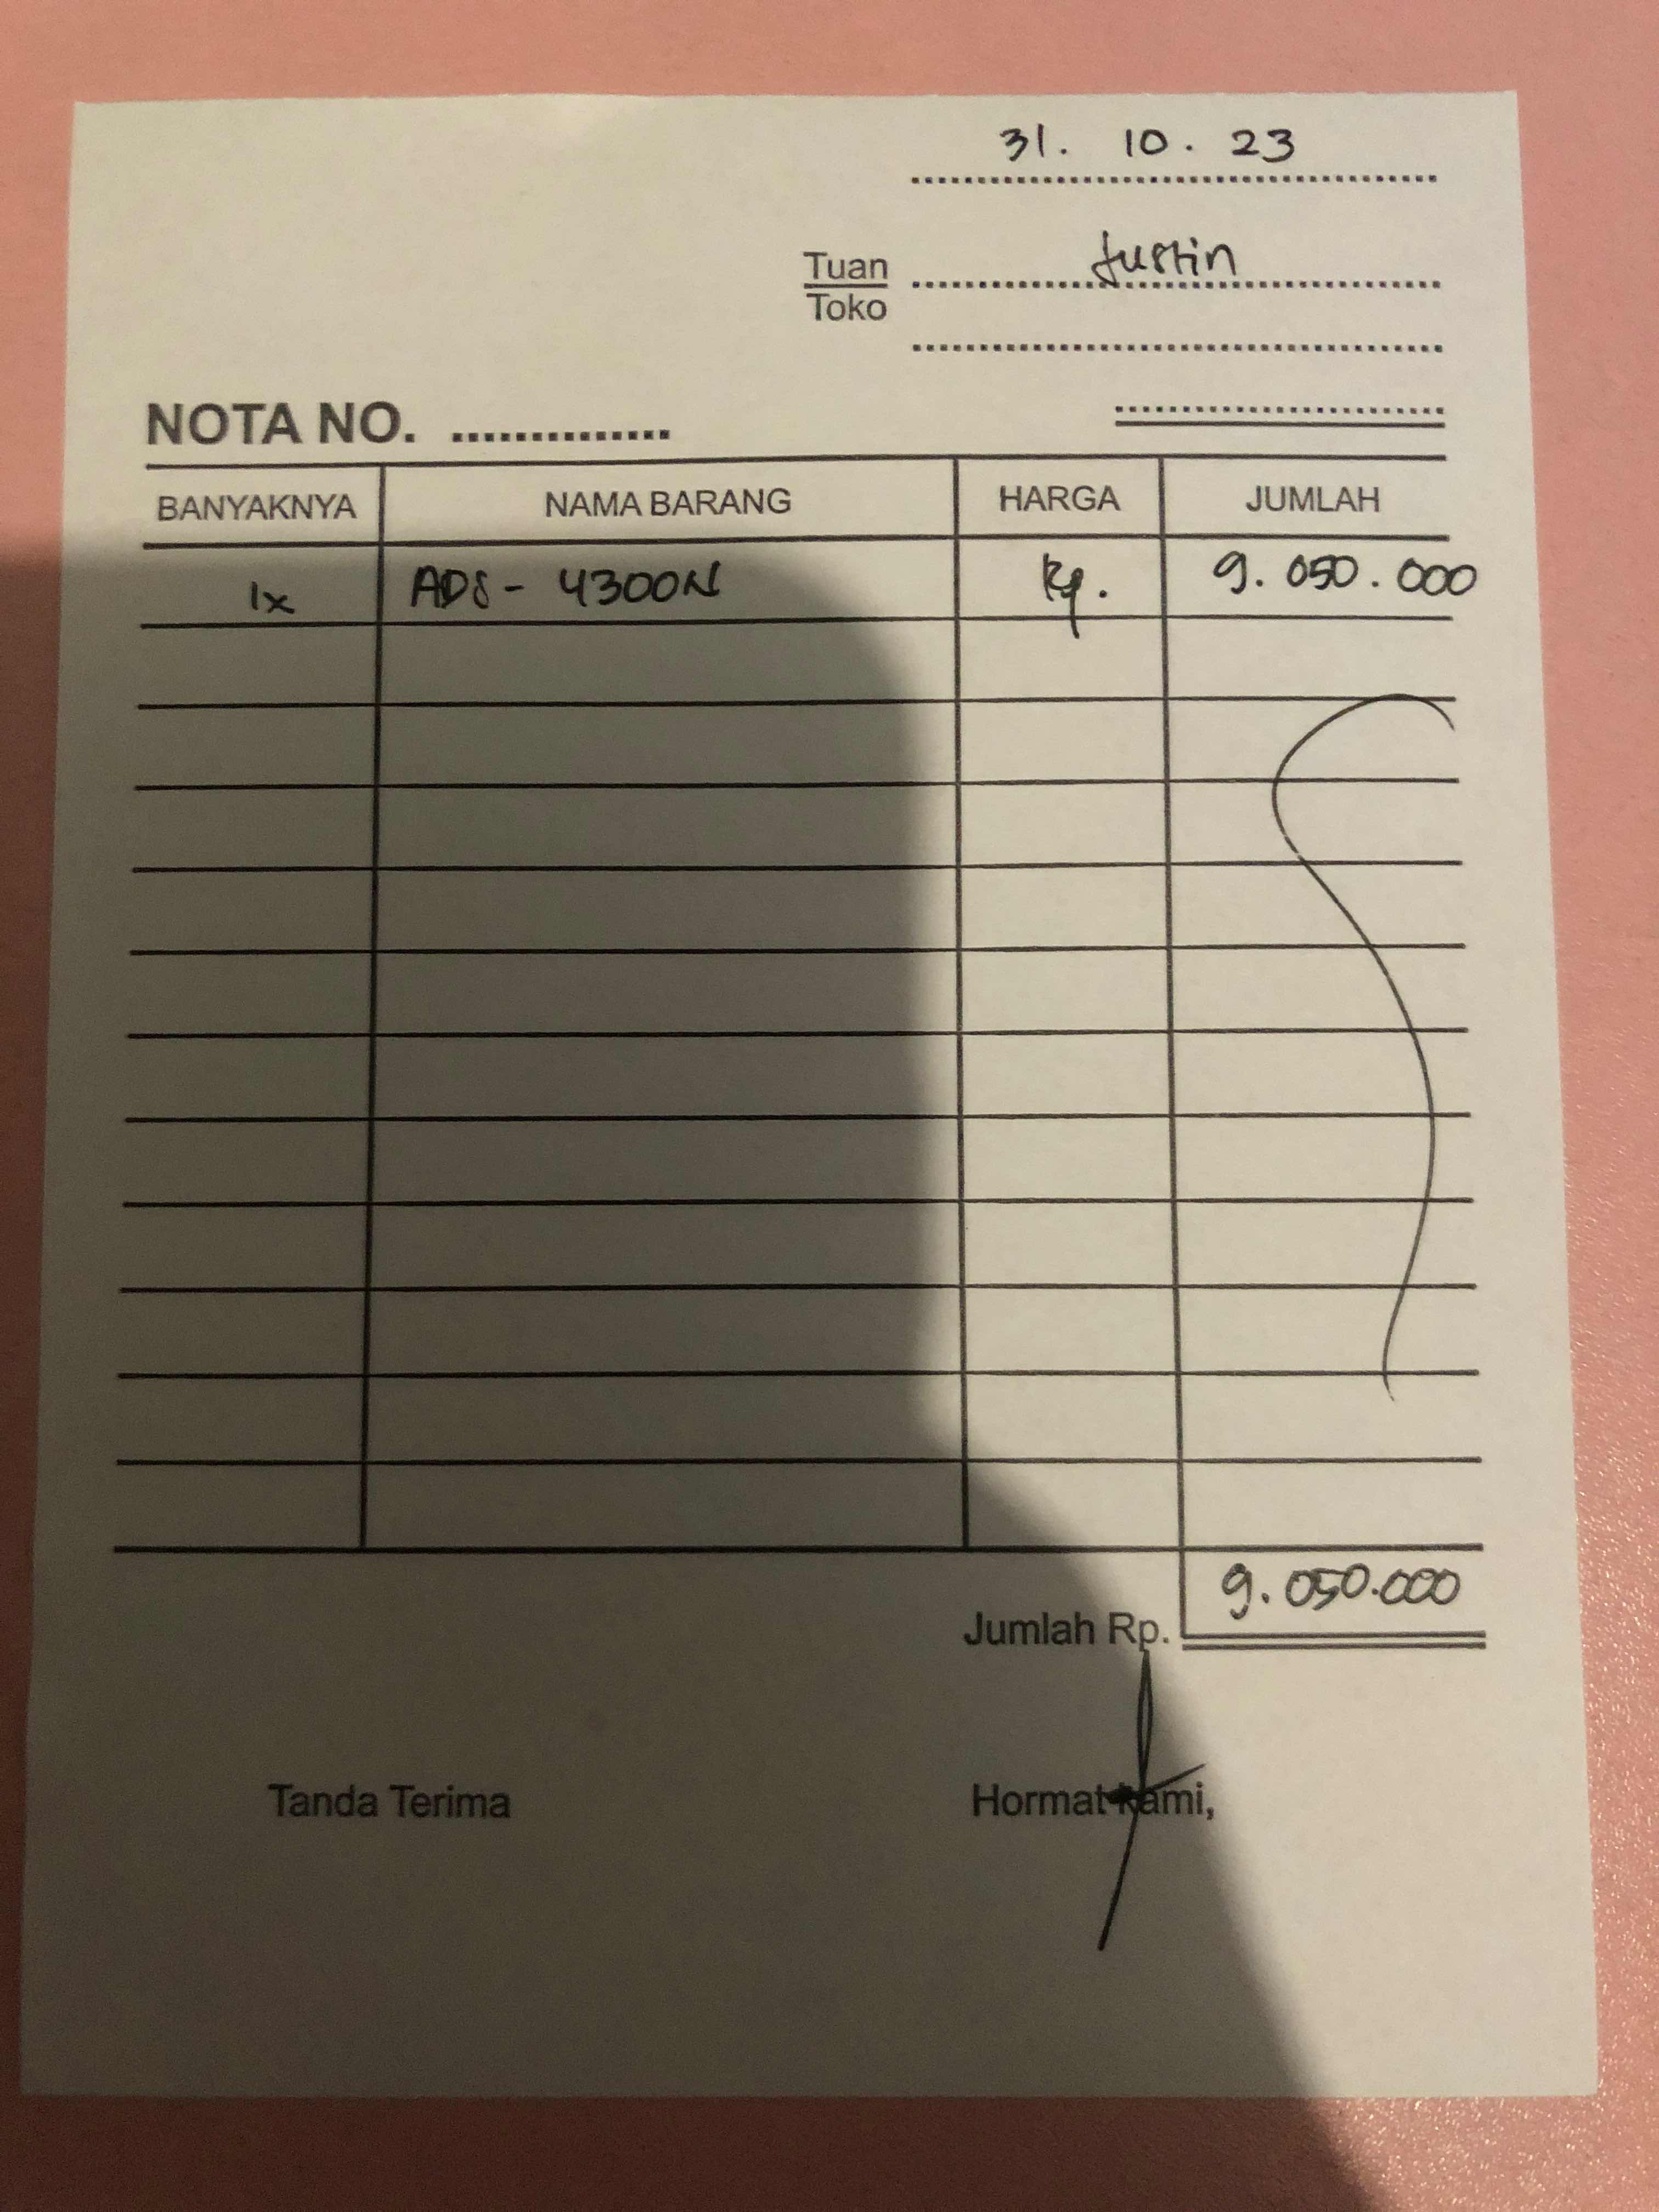 31. 10. 23
Tuan Justin
Toko
NOTA NO. ..............
BANYAKNYA NAMA BARANG HARGA JUMLAH
1x ADS - 4300N Rp. 9. 050. 000
Jumlah Rp. 9. 050.000
Tanda Terima Hormat kami,